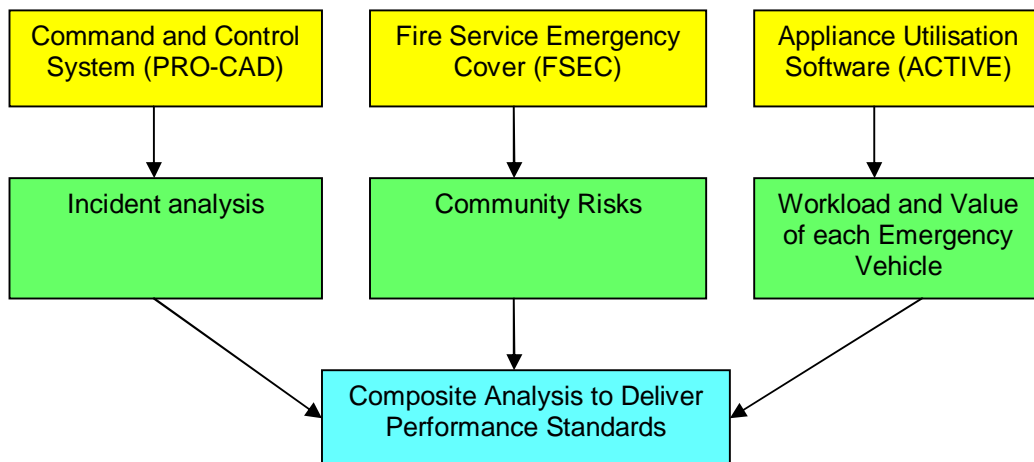 Command and Control
System (PRO-CAD)
Fire Service Emergency
Cover (FSEC)
Appliance Utilisation
Software (ACTIVE)
Incident analysis
Community Risks
Workload and Value
of each Emergency
Vehicle
Composite Analysis to Deliver
Performance Standards